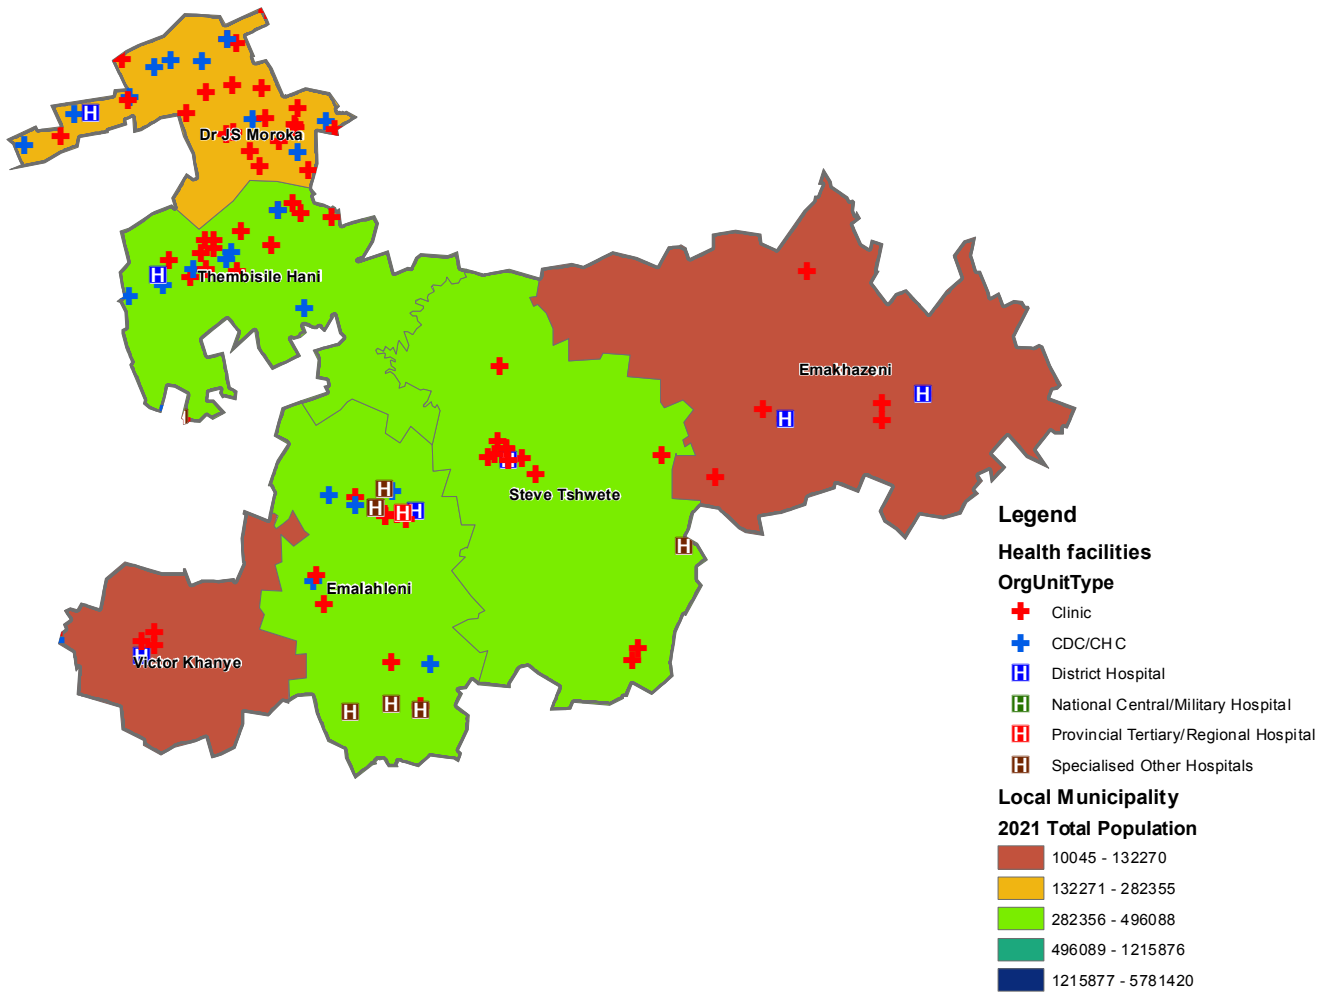 Dr JS Moroka
Thembisile Hani
Emakhazeni
Steve Tshwete
Emalahleni
Victor Khanye
Legend
Health facilities
OrgUnitType
Clinic
CDC/CHC
H District Hospital
H National Central/Military Hospital
H Provincial Tertiary/Regional Hospital
H Specialised Other Hospitals
Local Municipality
2021 Total Population
10045 - 132270
132271 - 282355
282356 - 496088
496089 - 1215876
1215877 - 5781420